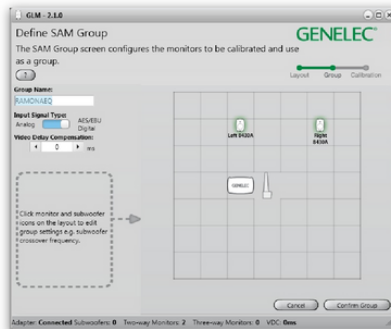 GLM - 2.1.0
Define SAM Group
GENELEC®
The SAM Group screen configures the monitors to be calibrated and use
as a group.
?
Layout Group Calibration
Group Name:
RAMONAEQ
Input Signal Type:
Analog
AES/EBU
Digital
Video Delay Compensation:
0 ms
Left 8430A
Right
8430A
GENELEC
Click monitor and subwoofer
icons on the layout to edit
group settings e.g. subwoofer
crossover frequency.
Cancel
Confirm Group
Adapter: Connected Subwoofers: 0 Two-way Monitors: 2 Three-way Monitors: 0 VDC: 0ms